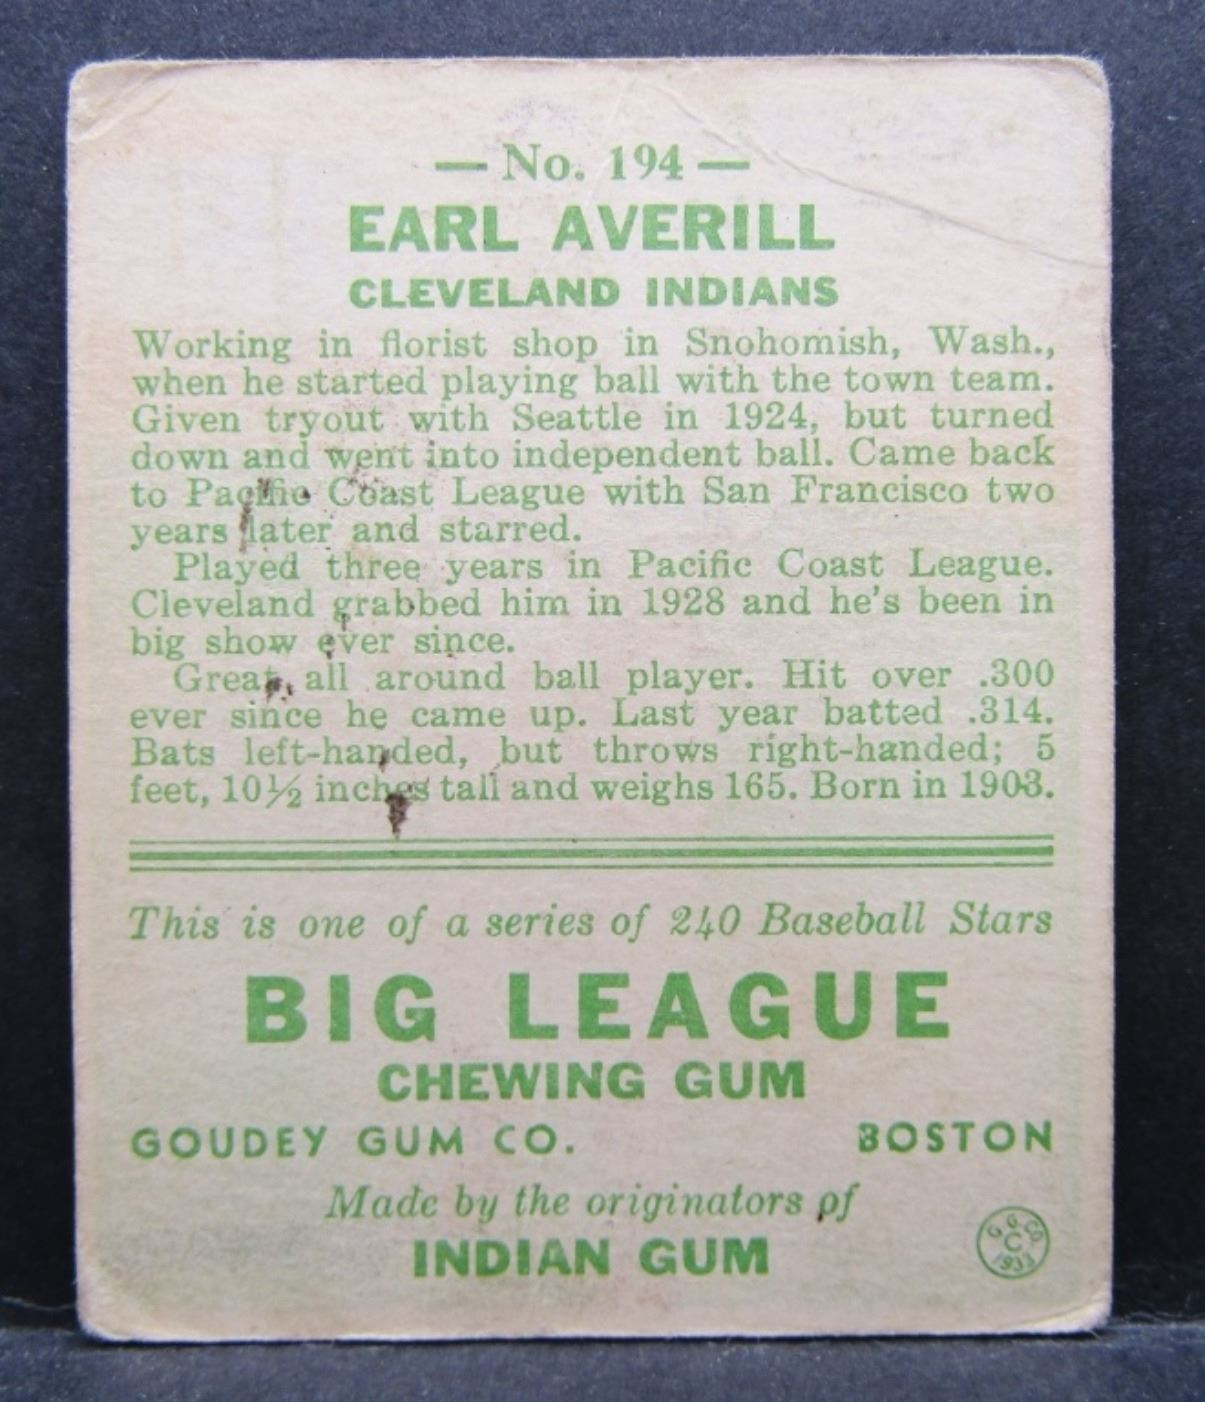 — No. 194 —
EARL AVERILL
CLEVELAND INDIANS
Working in florist shop in Snohomish, Wash.,
when he started playing ball with the town team.
Given tryout with Seattle in 1924, but turned
down and went into independent ball. Came back
to Pacific Coast League with San Francisco two
years later and starred.
Played three years in Pacific Coast League.
Cleveland grabbed him in 1928 and he's been in
big show ever since.
Great, all around ball player. Hit over .300
ever since he came up. Last year batted .314.
Bats left-handed, but throws right-handed; 5
feet, 10½ inches tall and weighs 165. Born in 1903.
This is one of a series of 240 Baseball Stars
BIG LEAGUE
CHEWING GUM
GOUDEY GUM CO. BOSTON
Made by the originators of
INDIAN GUM
G. G. CO.
C
1933